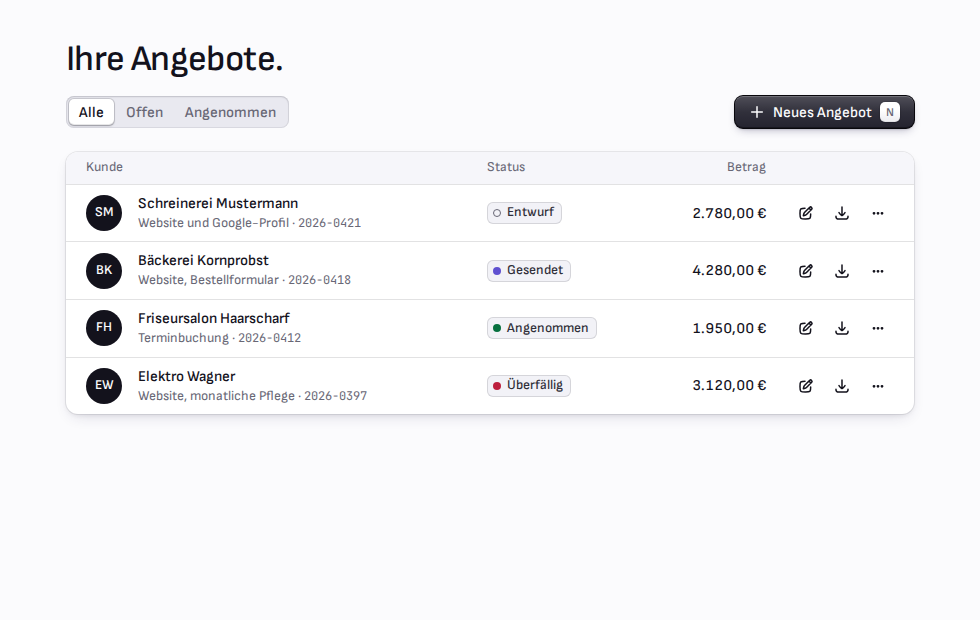 Ihre Angebote.
Alle Offen Angenommen
Neues Angebot N
Kunde Status Betrag
SM Schreinerei Mustermann
Website und Google-Profil · 2026-0421
Entwurf 2.780,00 €
BK Bäckerei Kornprobst
Website, Bestellformular · 2026-0418
Gesendet 4.280,00 €
FH Friseursalon Haarscharf
Terminbuchung · 2026-0412
Angenommen 1.950,00 €
EW Elektro Wagner
Website, monatliche Pflege · 2026-0397
Überfällig 3.120,00 €